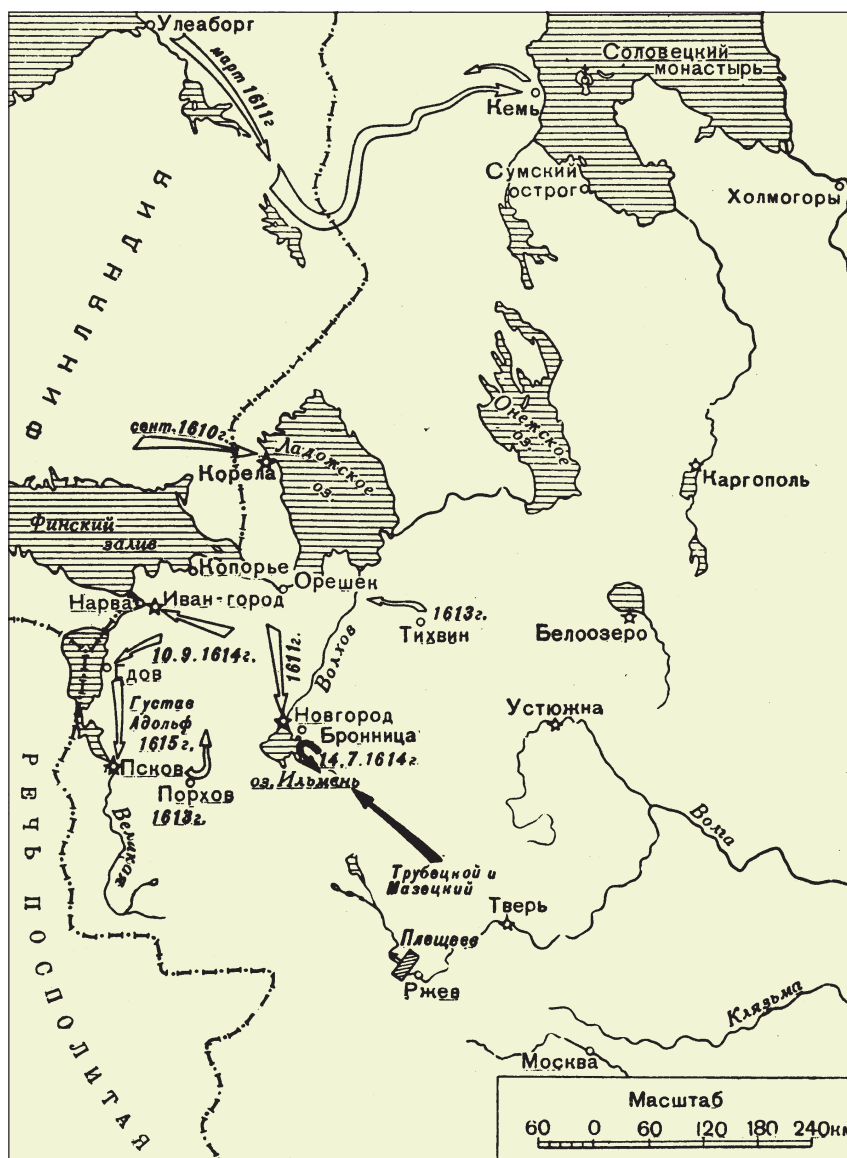 Улеаборг
март 1611г
Соловецкий
монастырь
Кемь
Сумский
острог
Холмогоры
ФИНЛЯНДИЯ
Онежское
оз.
сент. 1610г.
Ладожское
оз.
Корела
Каргополь
Финский
залив
Копорье
Орешек
Нарва
Иван-город
1613г.
Тихвин
Белоозеро
10.9.1614г.
1611г.
Волхов
дов
Густав
Адольф
1615г.
Новгород
Бронница
14.7.1614г.
оз. Ильмень
Устюжна
Псков
Порхов
1613г.
Великая
Волга
Трубецкой и
Мазецкий
Тверь
Плещеев
Ржев
РЕЧЬ ПОСПОЛИТАЯ
Клязьма
Москва
Масштаб
60 0 60 120 180 240км